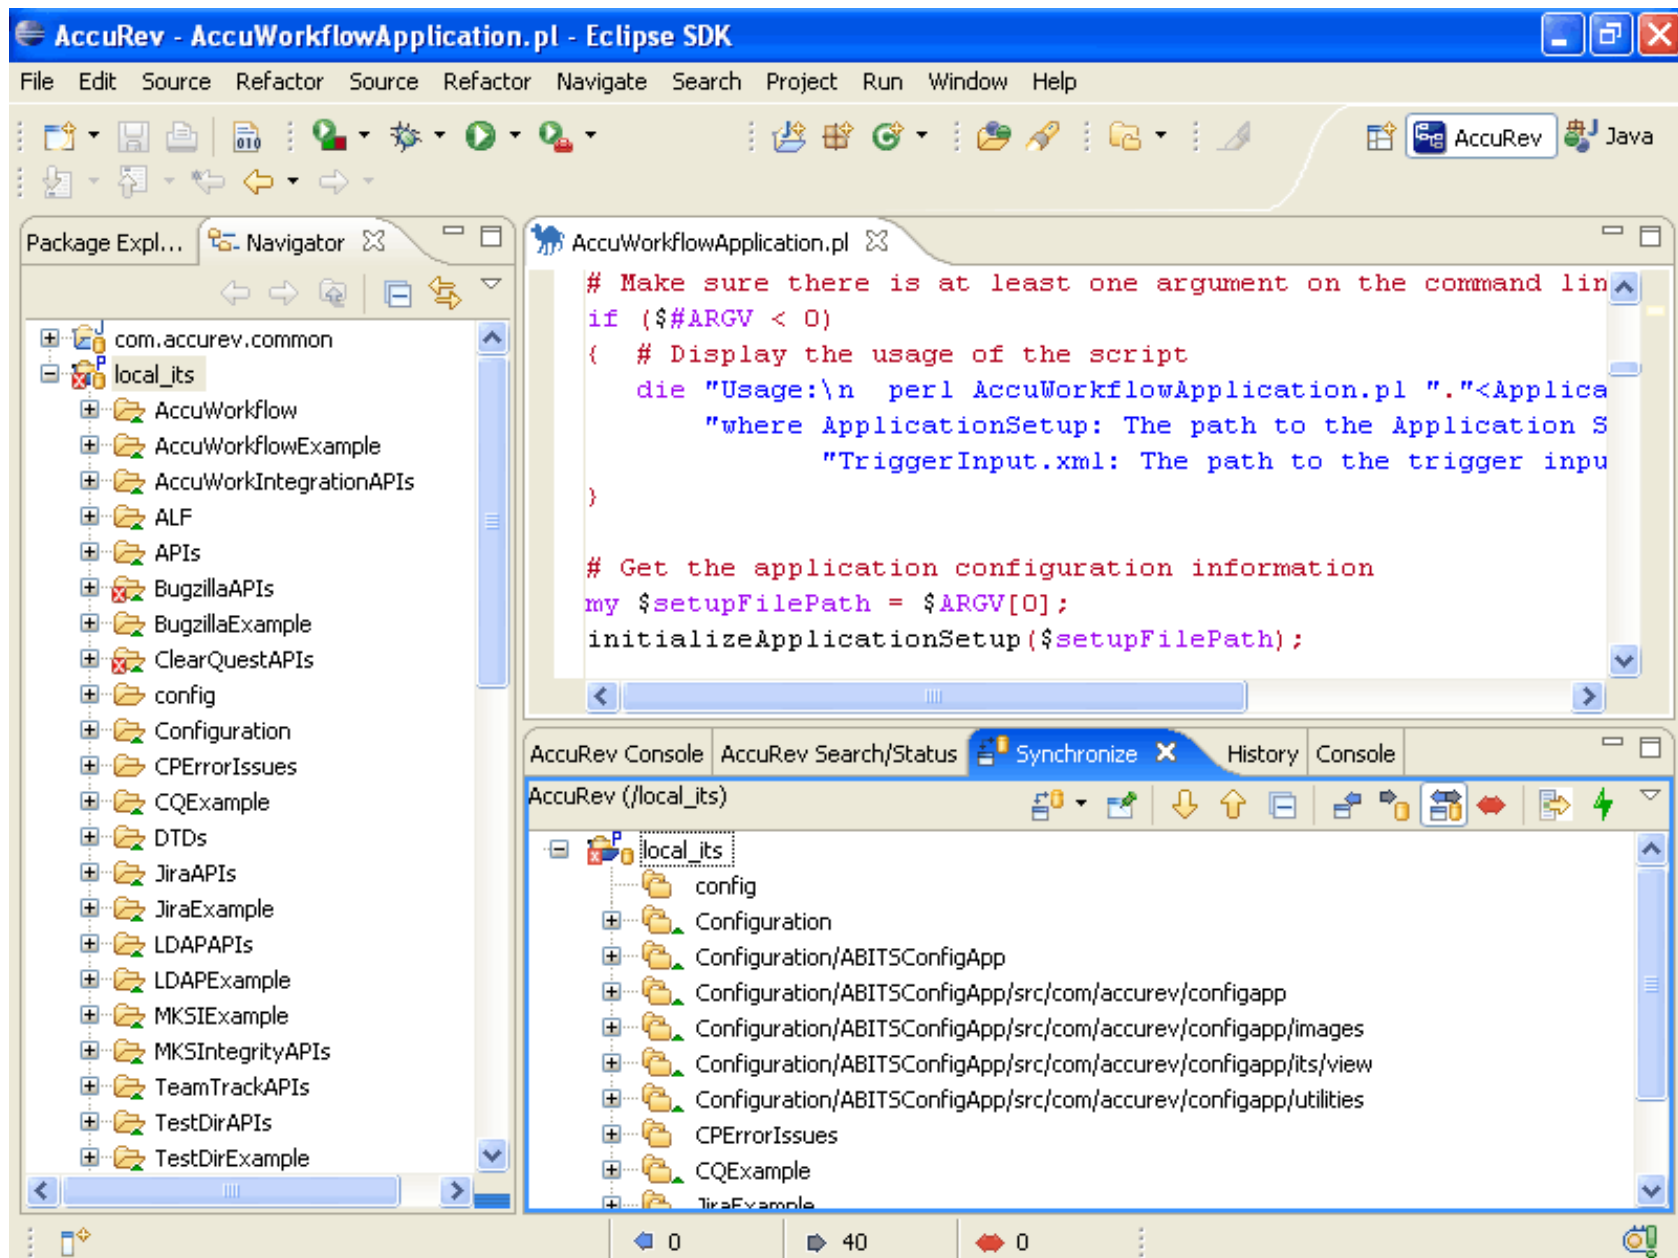 AccuRev - AccuWorkflowApplication.pl - Eclipse SDK
File Edit Source Refactor Source Refactor Navigate Search Project Run Window Help
010
AccuRev Java
Package Expl... Navigator
com.accurev.common
local_its
AccuWorkflow
AccuWorkflowExample
AccuWorkIntegrationAPIs
ALF
APIs
BugzillaAPIs
BugzillaExample
ClearQuestAPIs
config
Configuration
CPErrorIssues
CQExample
DTDs
JiraAPIs
JiraExample
LDAPAPIs
LDAPExample
MKSIExample
MKSIntegrityAPIs
TeamTrackAPIs
TestDirAPIs
TestDirExample
AccuWorkflowApplication.pl
# Make sure there is at least one argument on the command lin
if ($#ARGV < 0)
{ # Display the usage of the script
die "Usage:\n perl AccuWorkflowApplication.pl "."<Applica
"where ApplicationSetup: The path to the Application S
"TriggerInput.xml: The path to the trigger inpu
}
# Get the application configuration information
my $setupFilePath = $ARGV[0];
initializeApplicationSetup($setupFilePath);
AccuRev Console AccuRev Search/Status Synchronize History Console
AccuRev (/local_its)
local_its
config
Configuration
Configuration/ABITSConfigApp
Configuration/ABITSConfigApp/src/com/accurev/configapp
Configuration/ABITSConfigApp/src/com/accurev/configapp/images
Configuration/ABITSConfigApp/src/com/accurev/configapp/its/view
Configuration/ABITSConfigApp/src/com/accurev/configapp/utilities
CPErrorIssues
CQExample
JiraExample
0 40 0